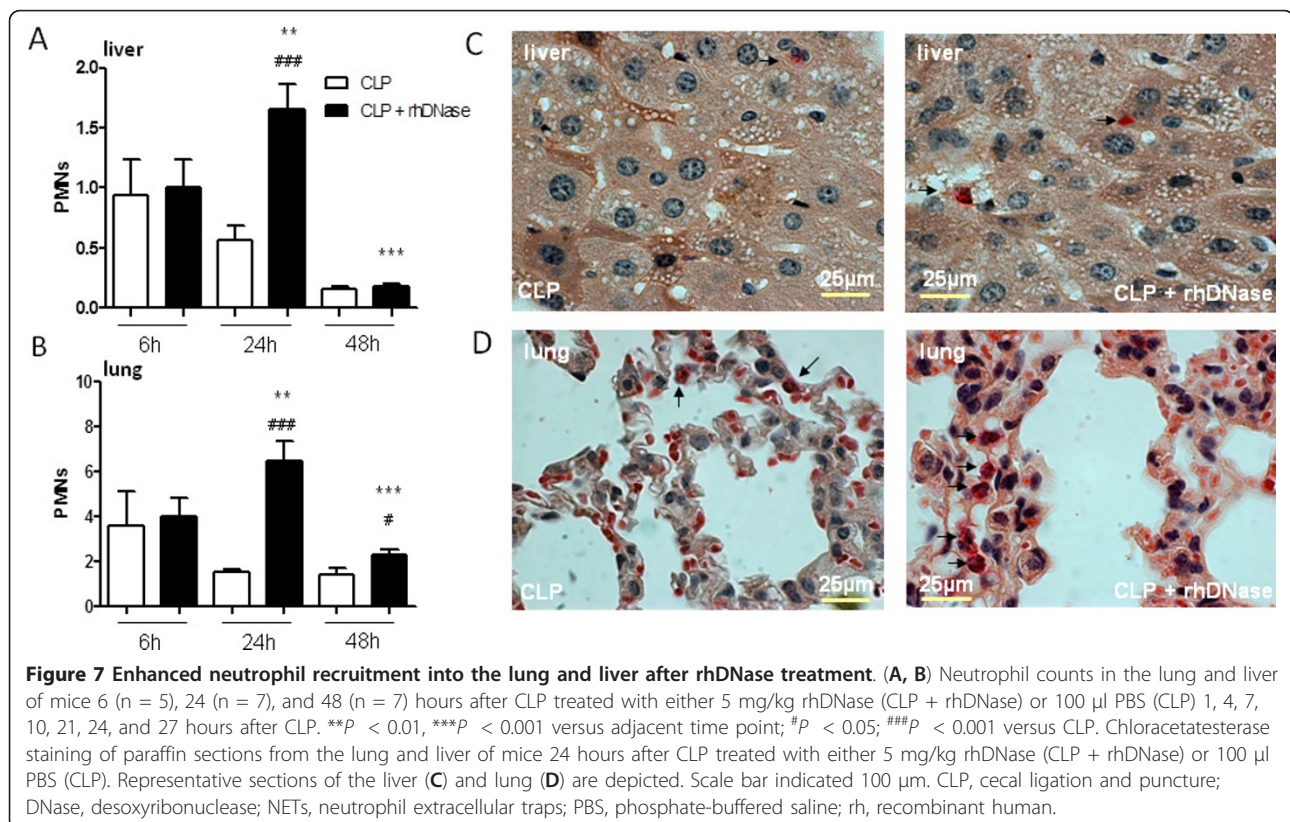 A
liver
**
###
CLP
CLP + rhDNase
PMNs
2.0
1.5
1.0
0.5
0.0
6h
24h
48h
***
B
lung
PMNs
10
8
6
4
2
0
**
###
***
#
6h
24h
48h
C
liver
CLP
25µm
liver
25µm
CLP + rhDNase
D
lung
CLP
25µm
lung
25µm
CLP + rhDNase
Figure 7 Enhanced neutrophil recruitment into the lung and liver after rhDNase treatment. (A, B) Neutrophil counts in the lung and liver
of mice 6 (n = 5), 24 (n = 7), and 48 (n = 7) hours after CLP treated with either 5 mg/kg rhDNase (CLP + rhDNase) or 100 µl PBS (CLP) 1, 4, 7,
10, 21, 24, and 27 hours after CLP. **P < 0.01, ***P < 0.001 versus adjacent time point; #P < 0.05; ###P < 0.001 versus CLP. Chloracetatesterase
staining of paraffin sections from the lung and liver of mice 24 hours after CLP treated with either 5 mg/kg rhDNase (CLP + rhDNase) or 100 µl
PBS (CLP). Representative sections of the liver (C) and lung (D) are depicted. Scale bar indicated 100 µm. CLP, cecal ligation and puncture;
DNase, desoxyribonuclease; NETs, neutrophil extracellular traps; PBS, phosphate-buffered saline; rh, recombinant human.